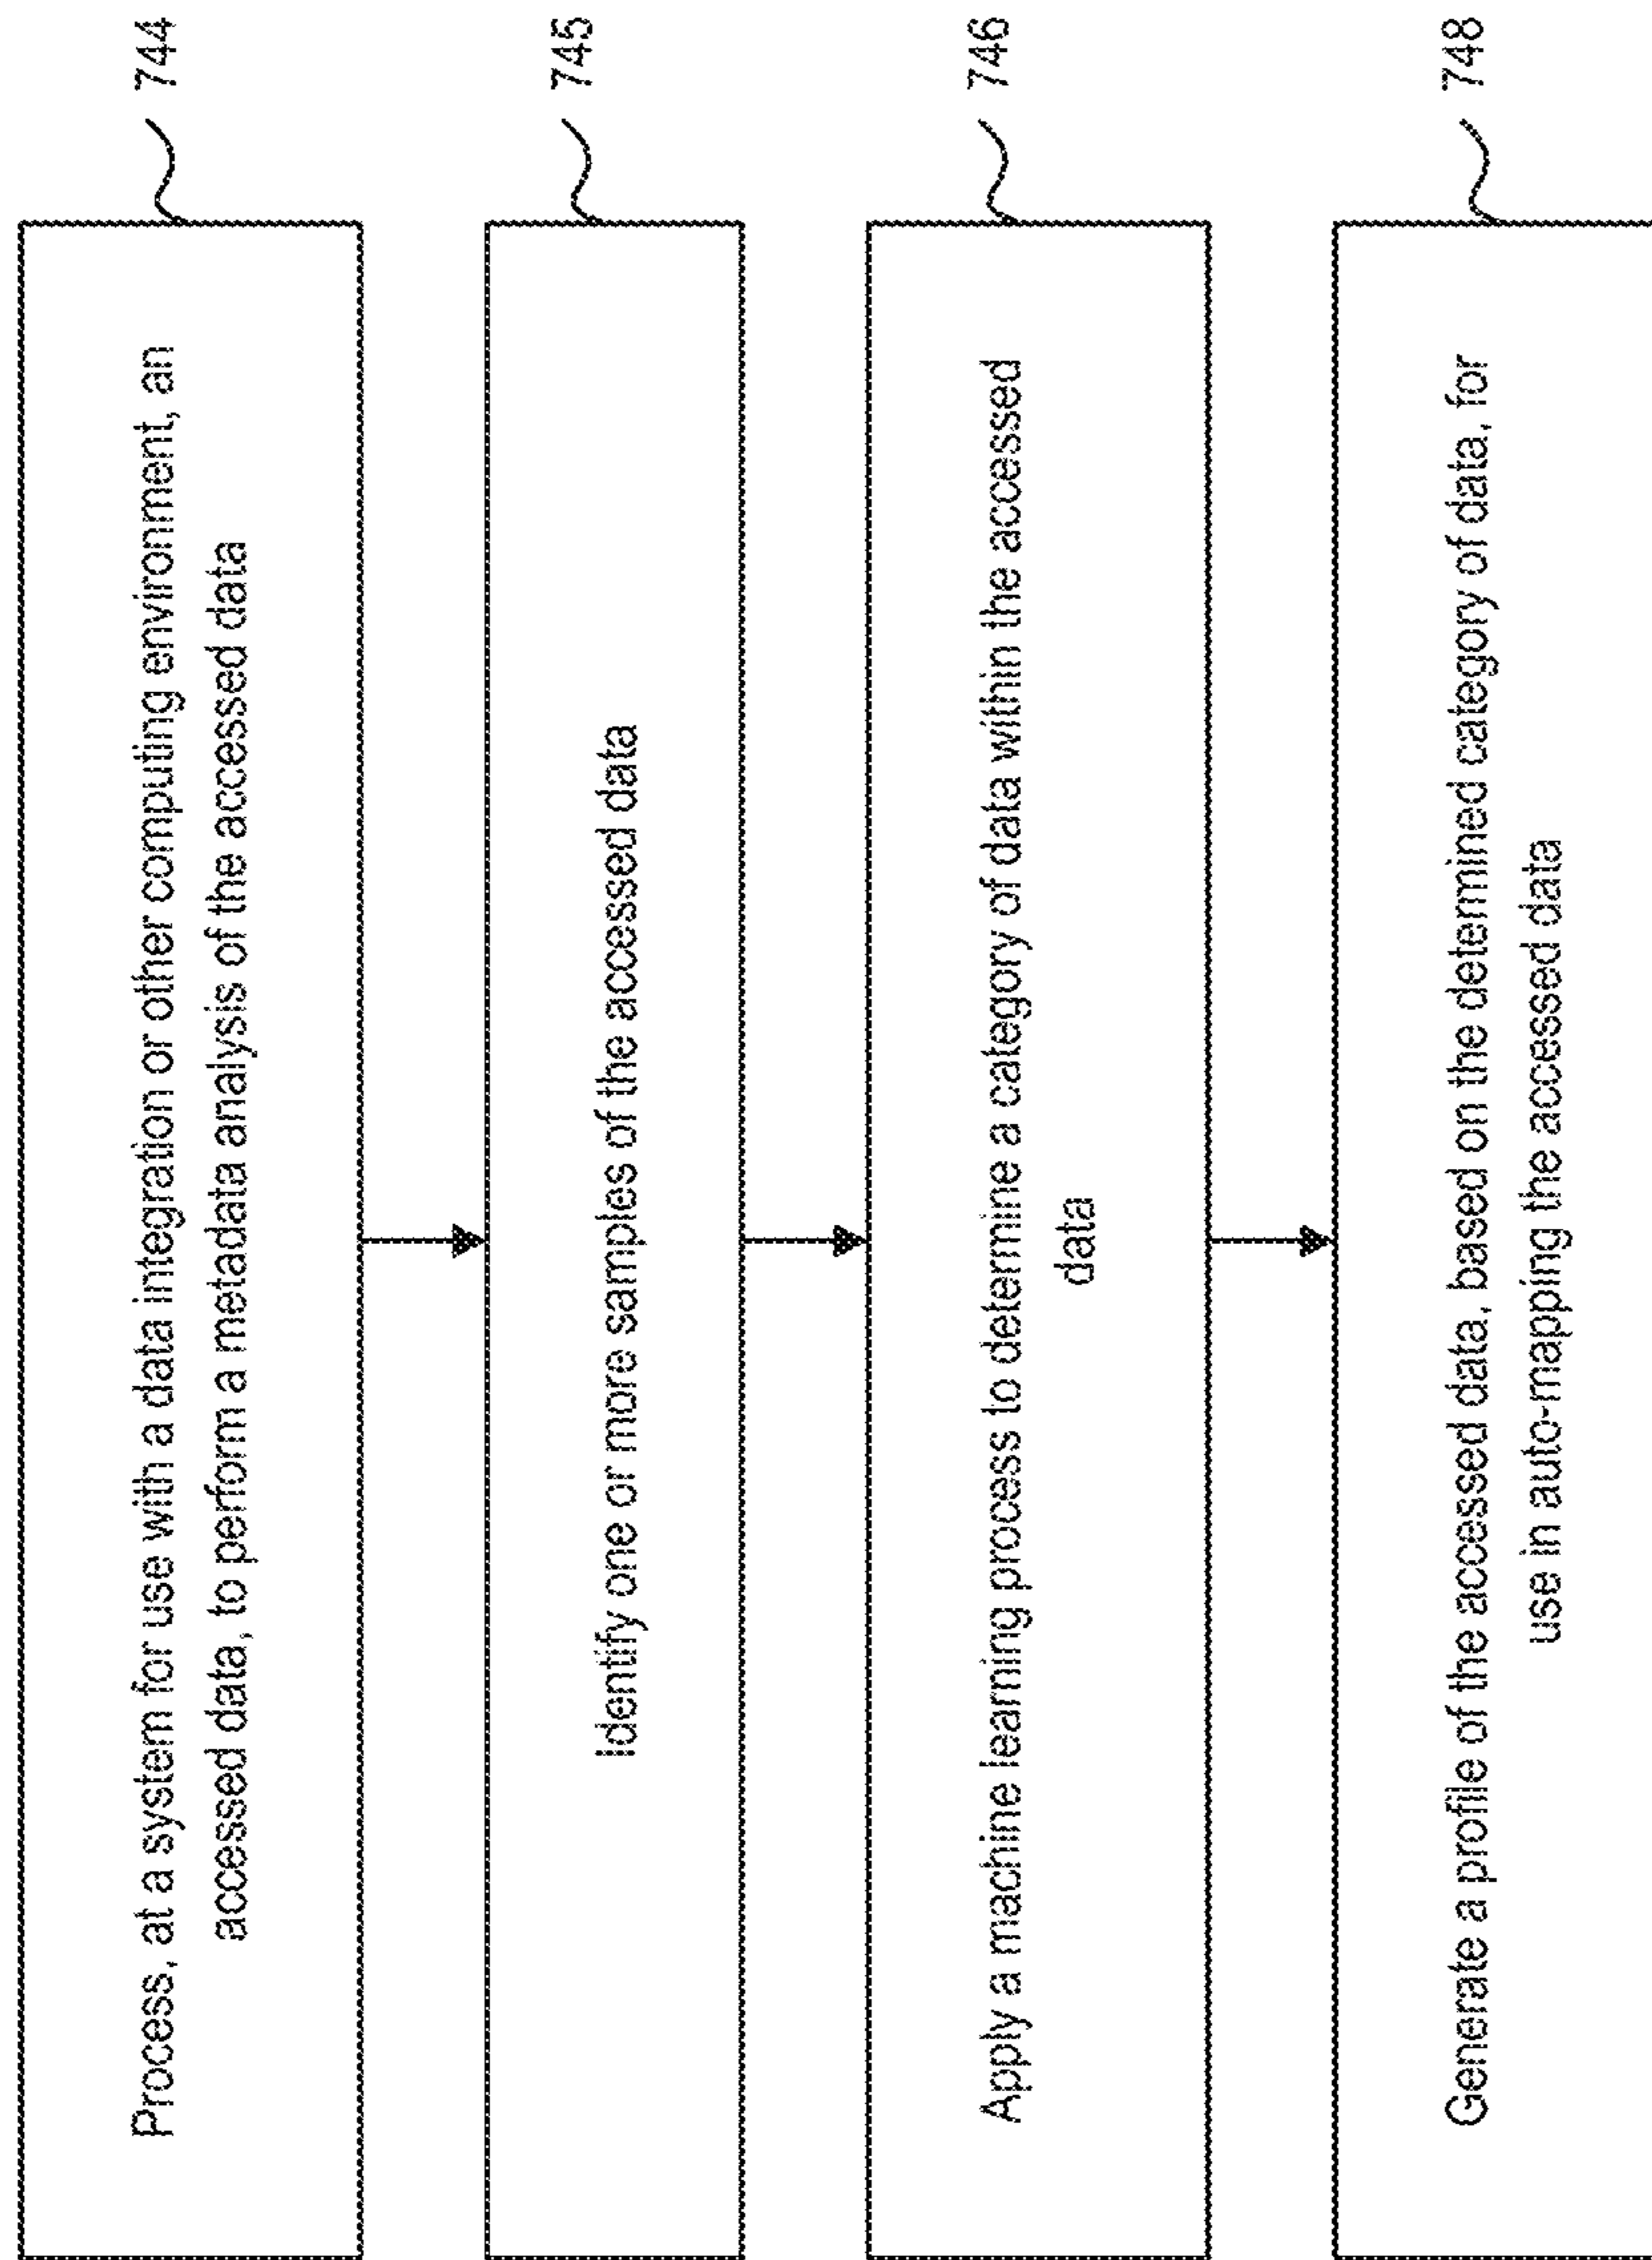 Process, at a system for use with a data integration or other computing environment, an
accessed data, to perform a metadata analysis of the accessed data
744
Identify one or more samples of the accessed data
745
Apply a machine learning process to determine a category of data within the accessed
data
746
Generate a profile of the accessed data, based on the determined category of data, for
use in auto-mapping the accessed data
748